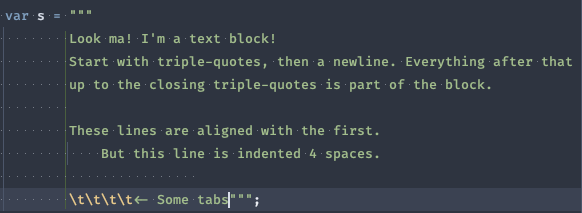 var s = """
Look ma! I'm a text block!
Start with triple-quotes, then a newline. Everything after that
up to the closing triple-quotes is part of the block.
These lines are aligned with the first.
But this line is indented 4 spaces.
\t\t\t\t<- Some tabs""";